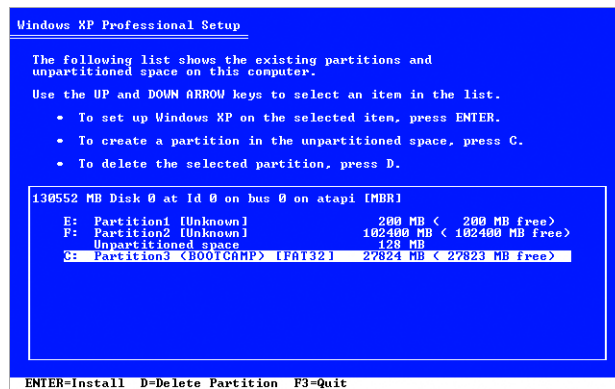 Windows XP Professional Setup
The following list shows the existing partitions and
unpartitioned space on this computer.
Use the UP and DOWN ARROW keys to select an item in the list.
• To set up Windows XP on the selected item, press ENTER.
• To create a partition in the unpartitioned space, press C.
• To delete the selected partition, press D.
130552 MB Disk 0 at Id 0 on bus 0 on atapi [MBR]
E: Partition1 [Unknown] 200 MB ( 200 MB free)
F: Partition2 [Unknown] 102400 MB ( 102400 MB free)
Unpartitioned space 128 MB
C: Partition3 (BOOTCAMP) [FAT32] 27824 MB ( 27823 MB free)
ENTER=Install D=Delete Partition F3=Quit